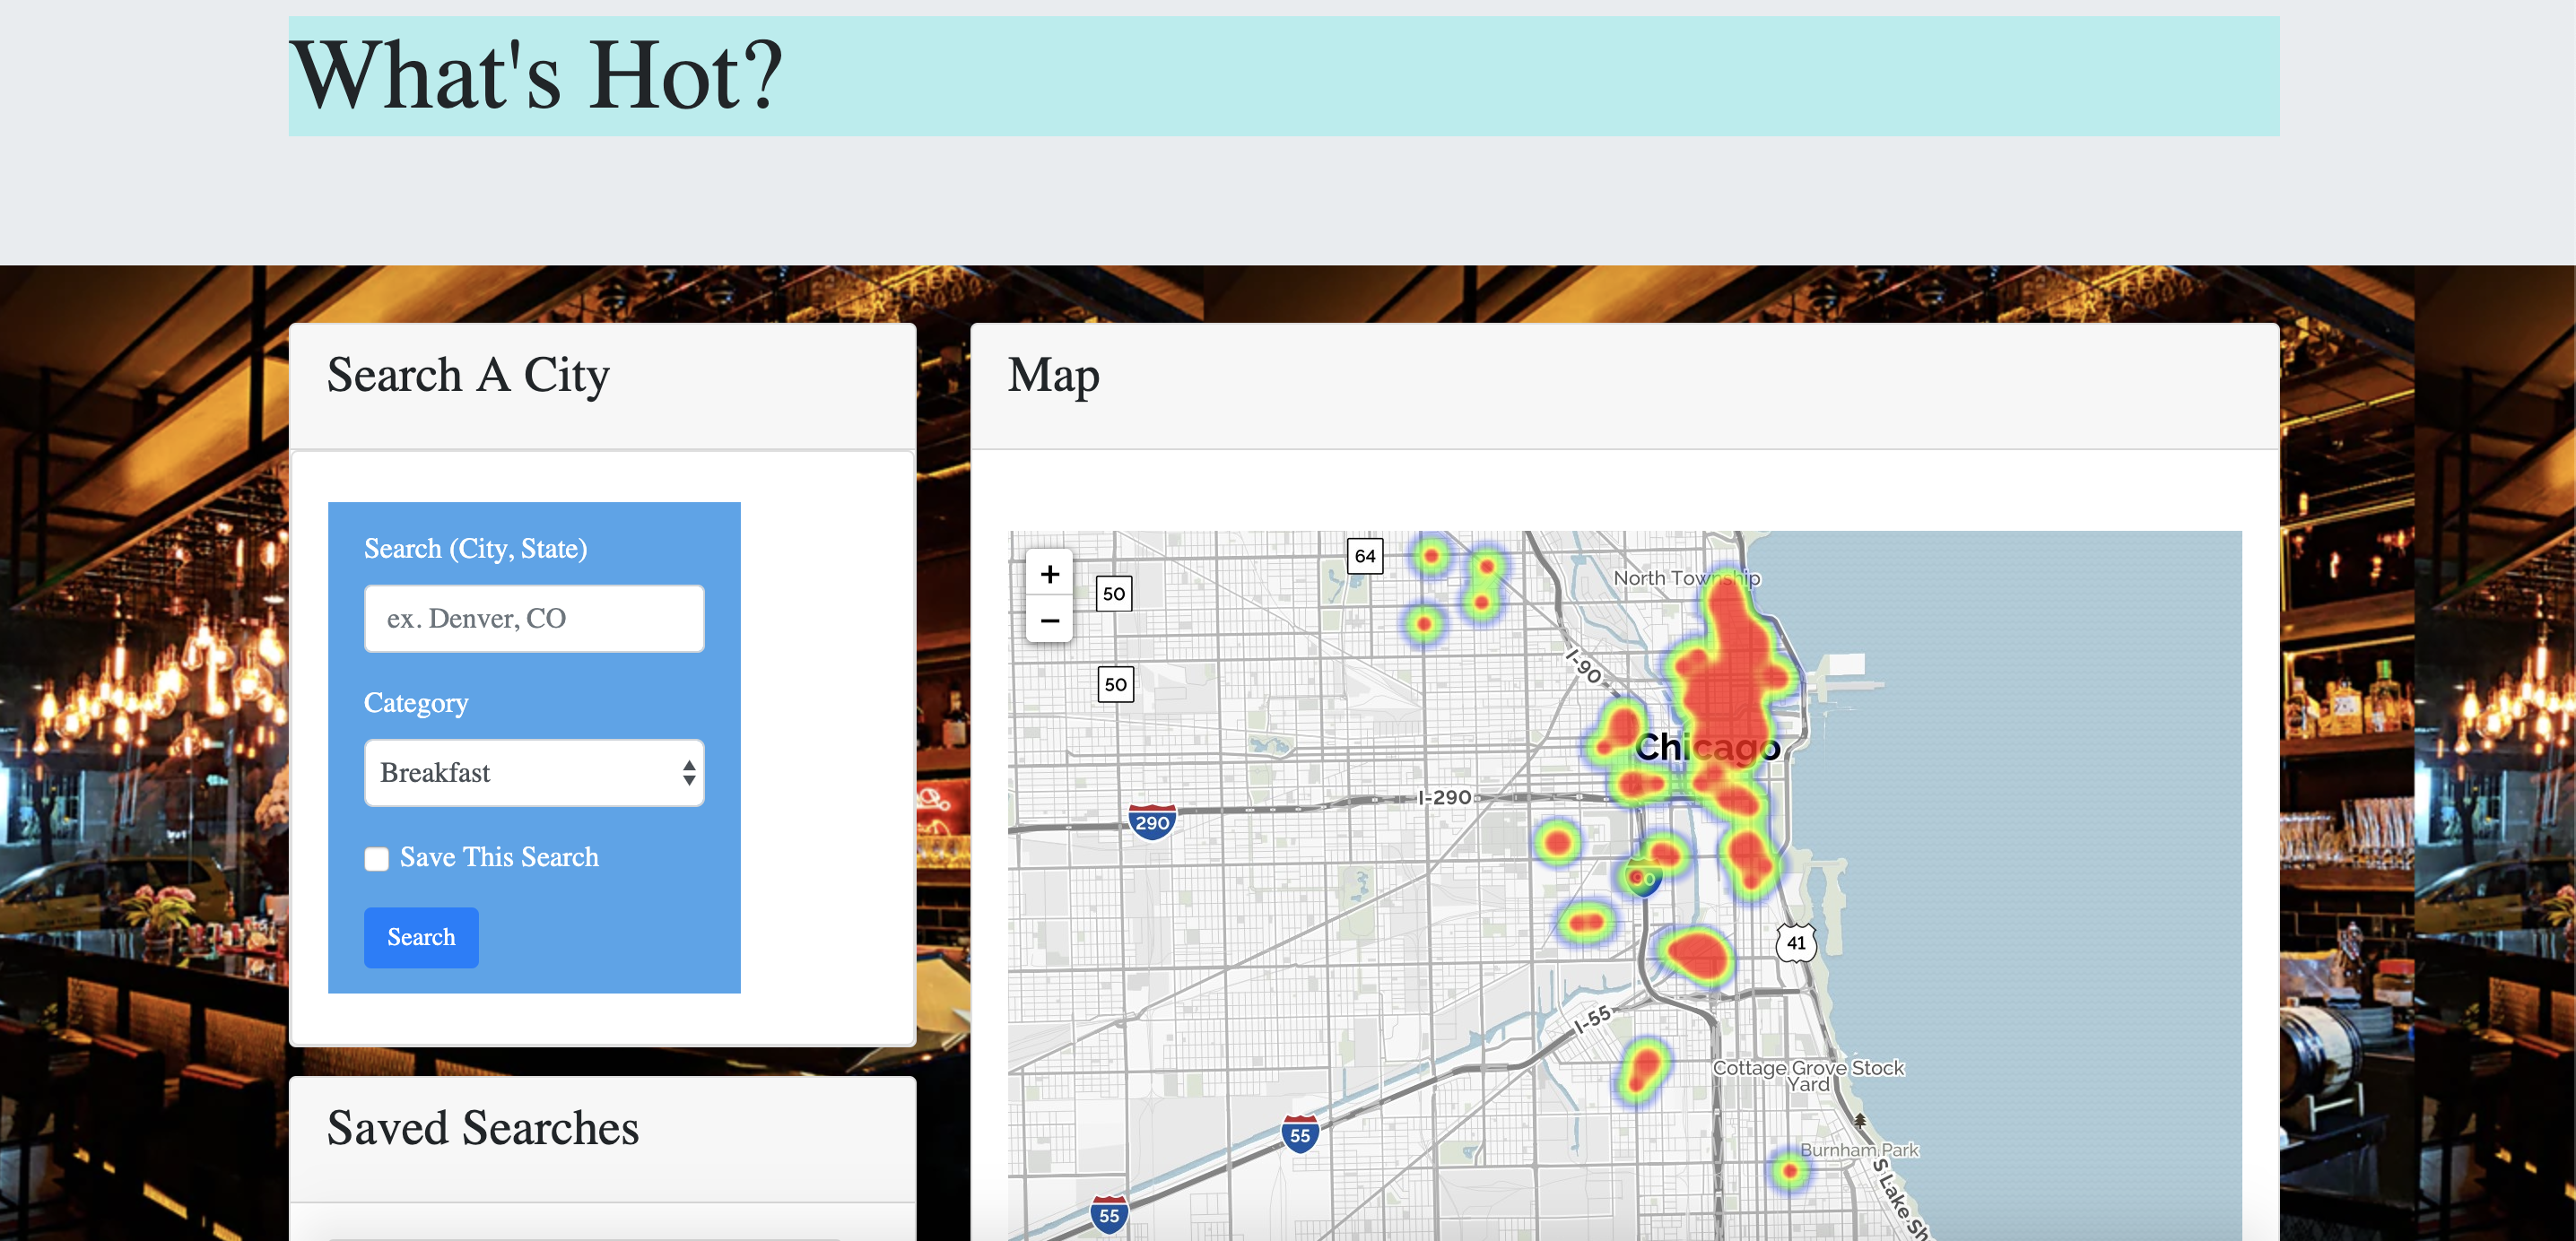 What's Hot?
Search A City
Search (City, State)
ex. Denver, CO
Category
Breakfast
Save This Search
Search
Saved Searches
Map
+
−
64
50
50
North Township
I-90
Chicago
I-290
290
90
41
I-55
Cottage Grove Stock
Yard
55
Burnham Park
S Lake Sh
55